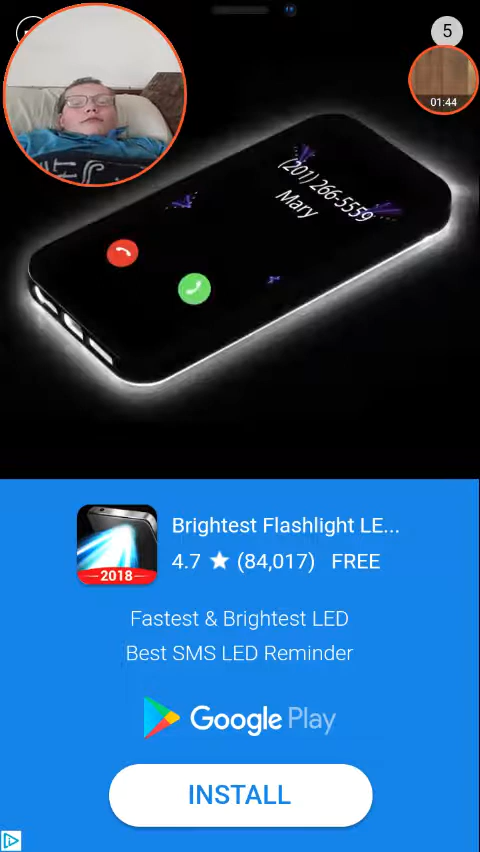 5
01:44
(201) 266-5559
Mary
Brightest Flashlight LE...
4.7 ★ (84,017) FREE
2018
Fastest & Brightest LED
Best SMS LED Reminder
Google Play
INSTALL